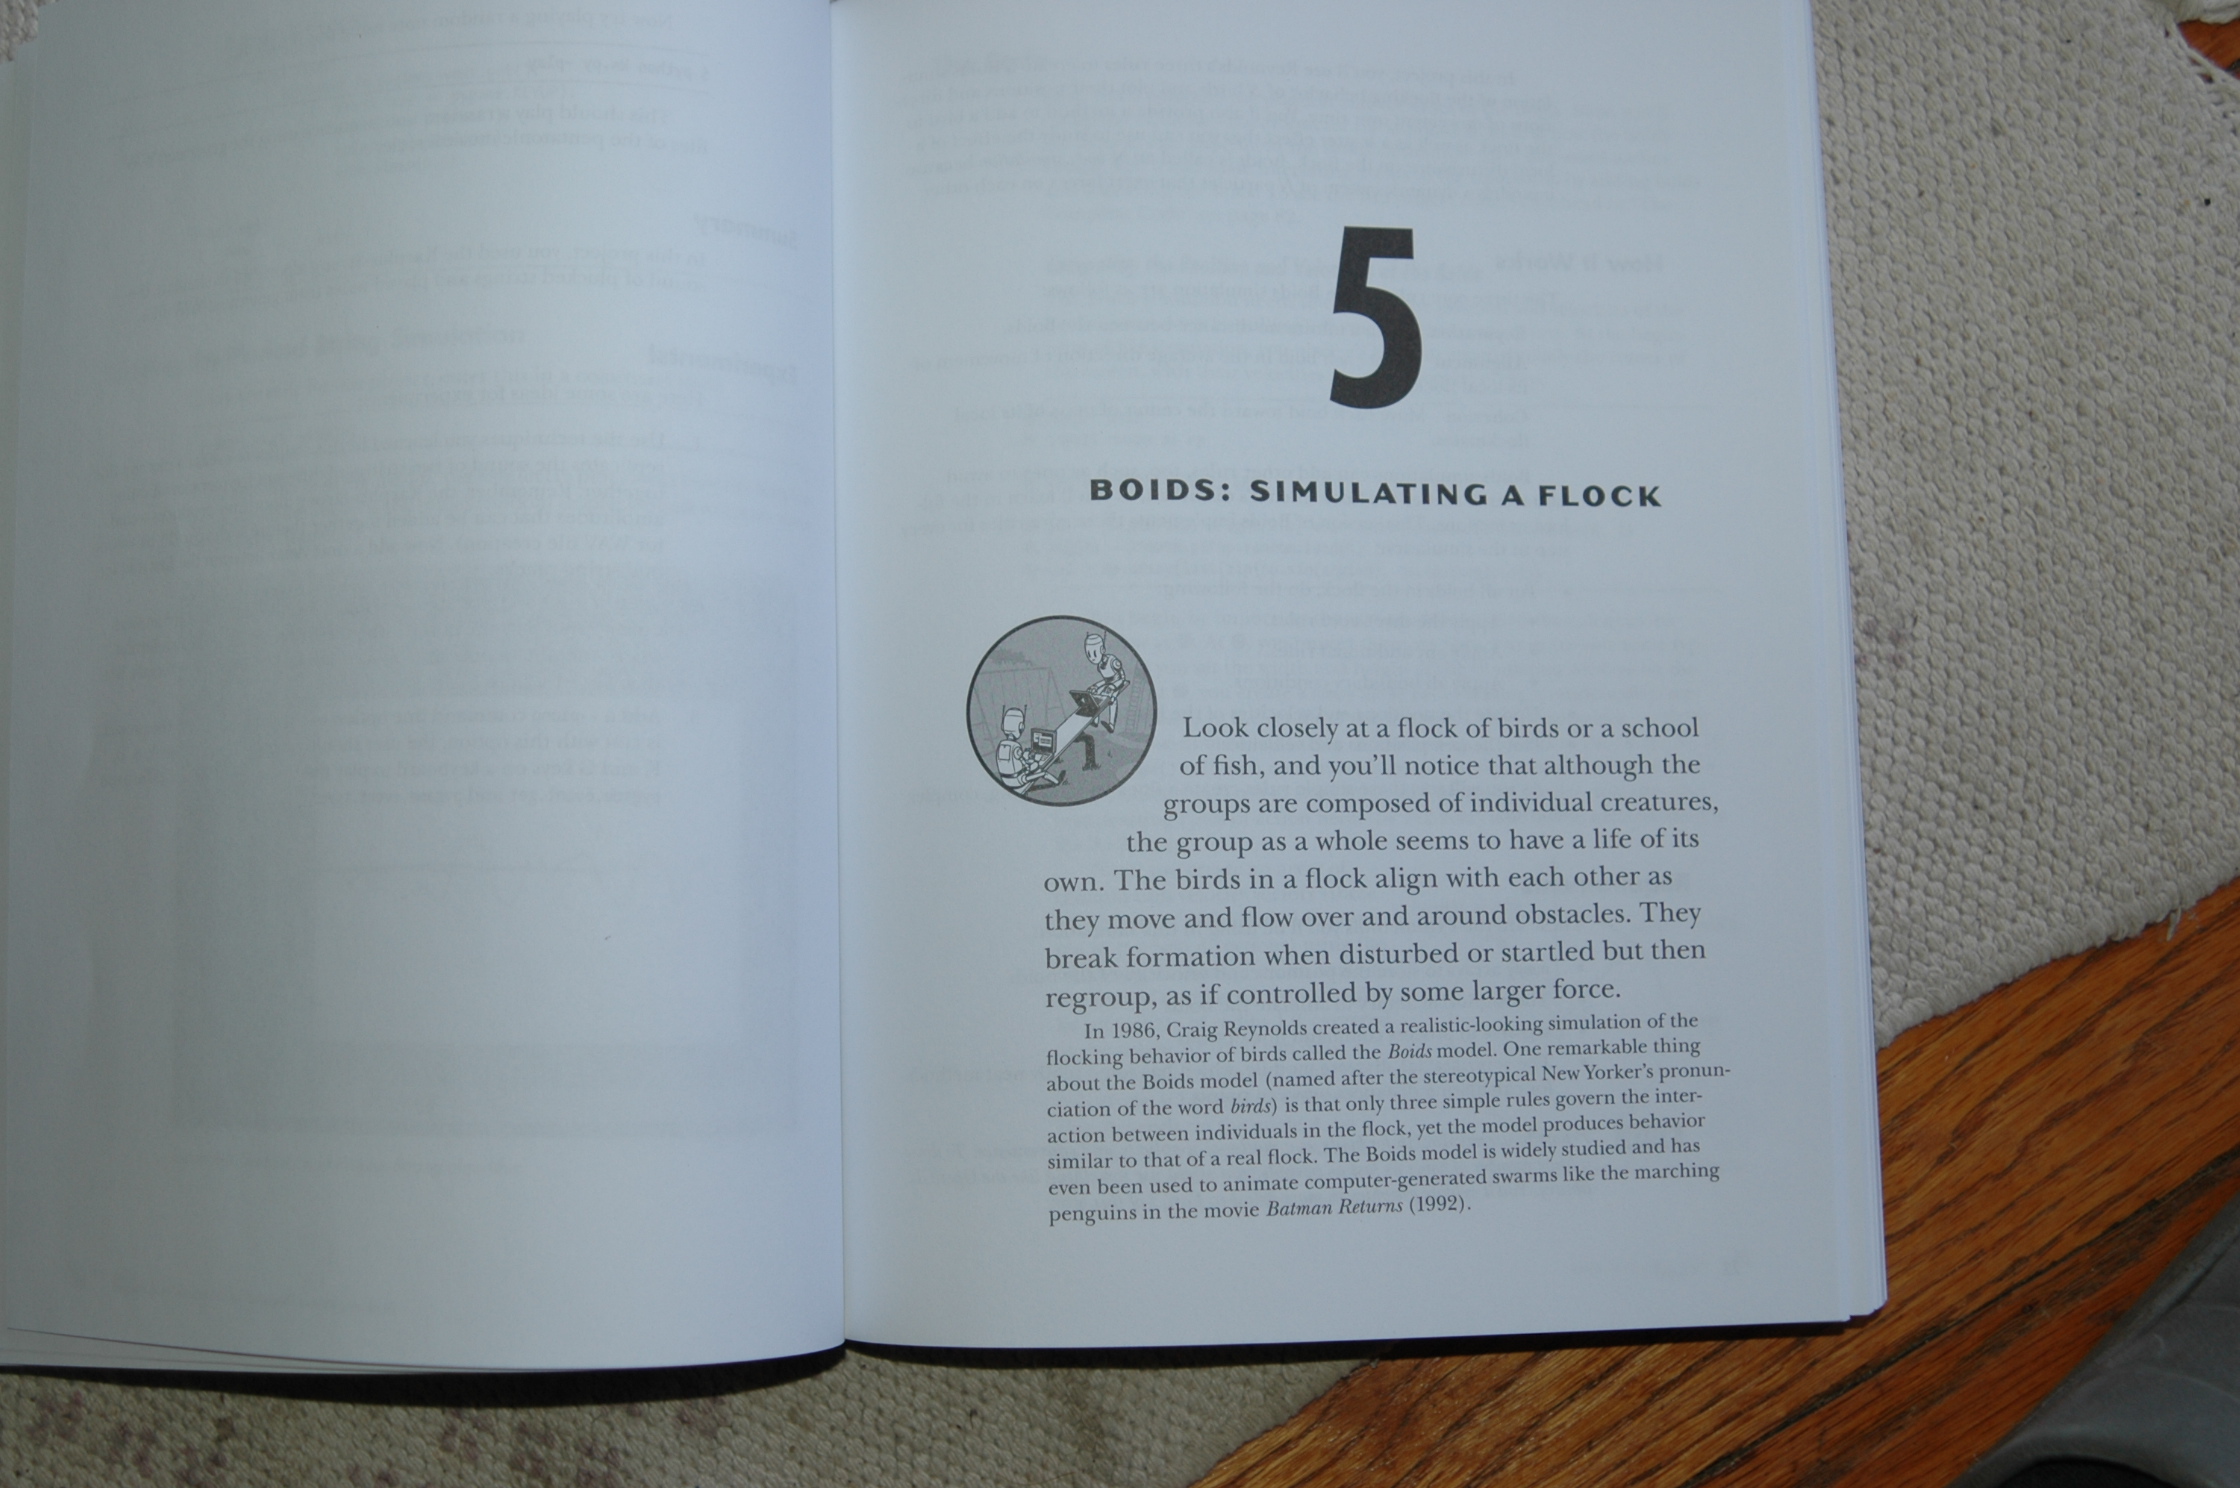 5
BOIDS: SIMULATING A FLOCK
Look closely at a flock of birds or a school
of fish, and you'll notice that although the
groups are composed of individual creatures,
the group as a whole seems to have a life of its
own. The birds in a flock align with each other as
they move and flow over and around obstacles. They
break formation when disturbed or startled but then
regroup, as if controlled by some larger force.
In 1986, Craig Reynolds created a realistic-looking simulation of the
flocking behavior of birds called the Boids model. One remarkable thing
about the Boids model (named after the stereotypical New Yorker's pronun-
ciation of the word birds) is that only three simple rules govern the inter-
action between individuals in the flock, yet the model produces behavior
similar to that of a real flock. The Boids model is widely studied and has
even been used to animate computer-generated swarms like the marching
penguins in the movie Batman Returns (1992).